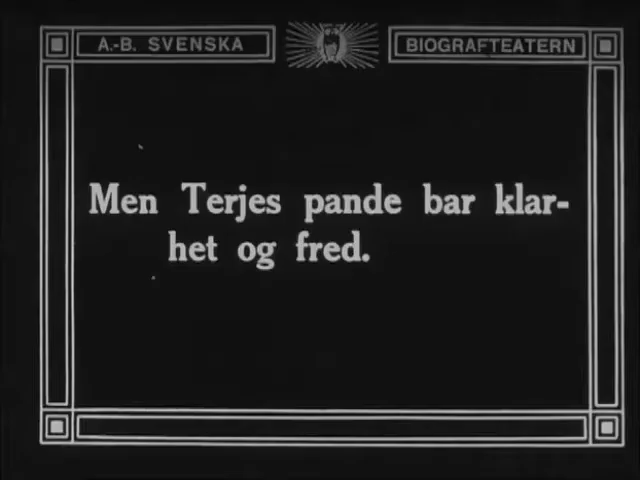 A.-B. SVENSKA BIOGRAFTEATERN
Men Terjes pande bar klar-
het og fred.